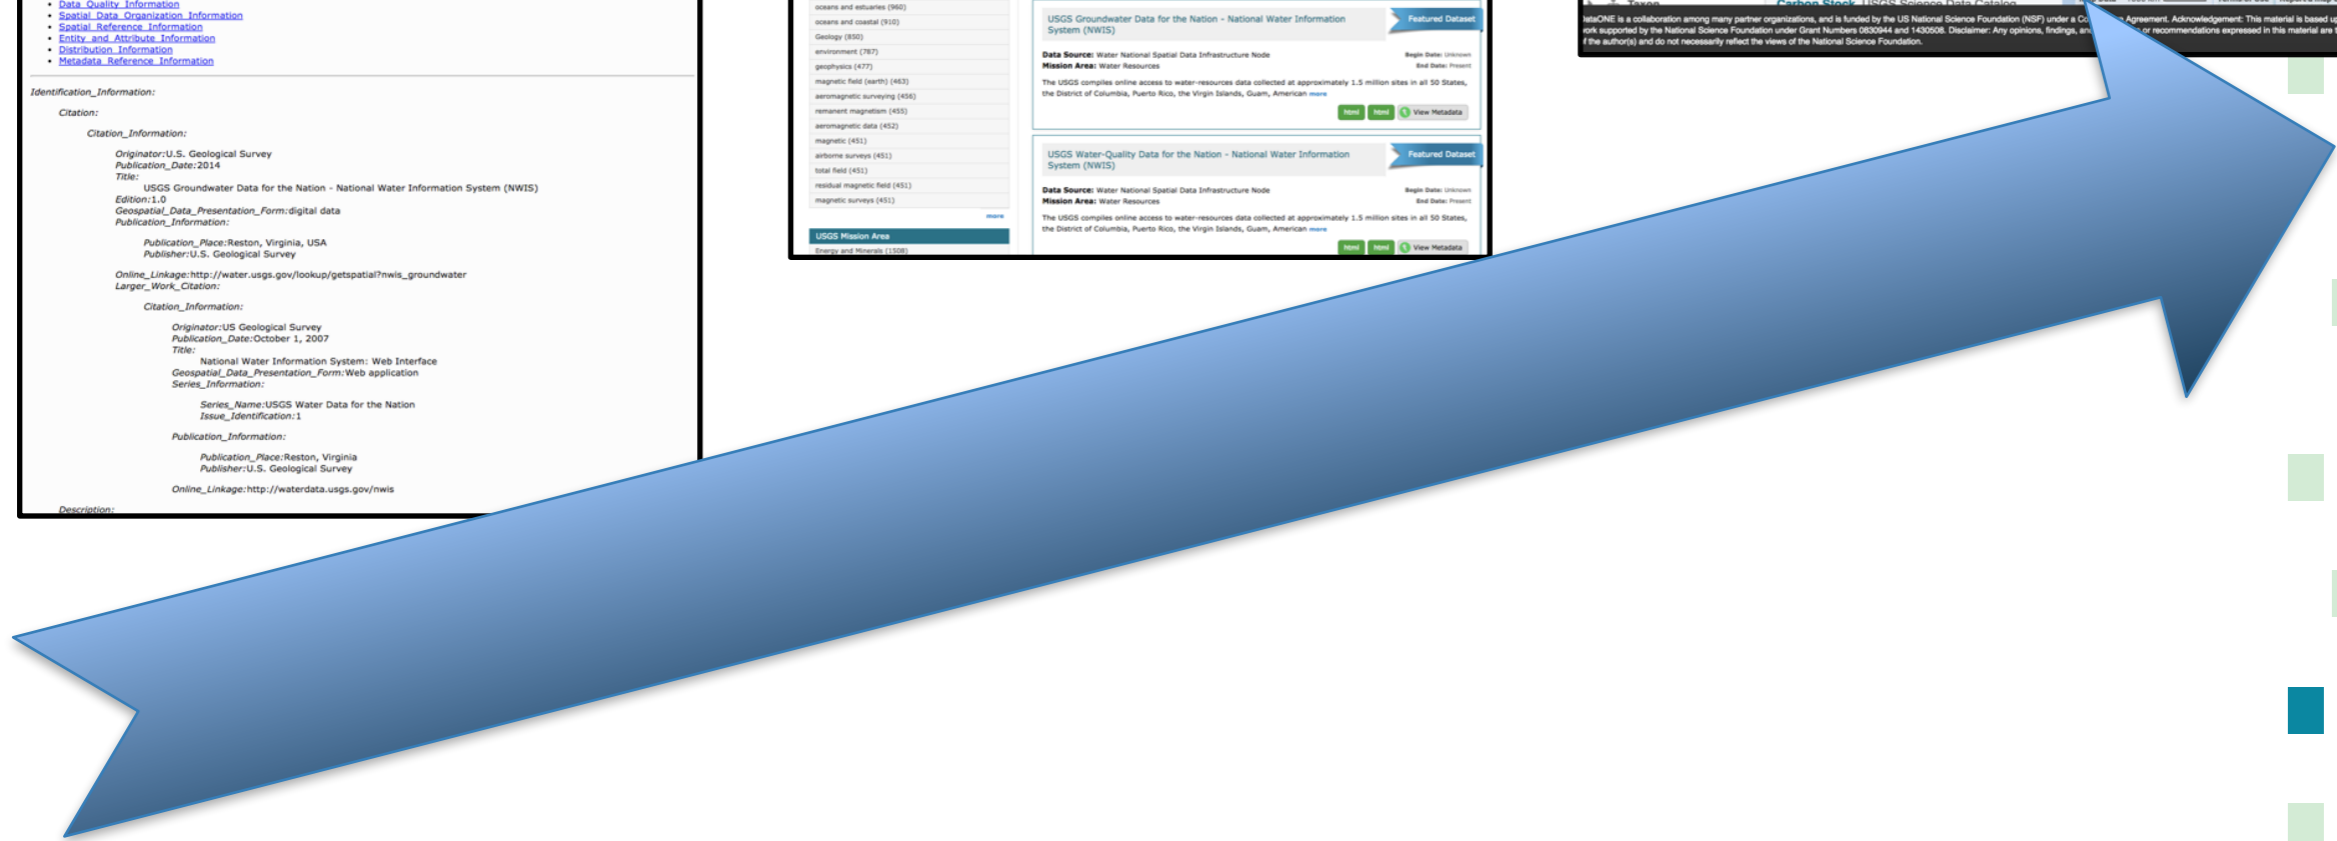 Data_Quality_Information
Spatial_Data_Organization_Information
Spatial_Reference_Information
Entity_and_Attribute_Information
Distribution_Information
Metadata_Reference_Information
Identification_Information:
Citation:
Citation_Information:
Originator:U.S. Geological Survey
Publication_Date:2014
Title:
USGS Groundwater Data for the Nation - National Water Information System (NWIS)
Edition:1.0
Geospatial_Data_Presentation_Form:digital data
Publication_Information:
Publication_Place:Reston, Virginia, USA
Publisher:U.S. Geological Survey
Online_Linkage:http://water.usgs.gov/lookup/getspatial?nwis_groundwater
Larger_Work_Citation:
Citation_Information:
Originator:US Geological Survey
Publication_Date:October 1, 2007
Title:
National Water Information System: Web Interface
Geospatial_Data_Presentation_Form:Web application
Series_Information:
Series_Name:USGS Water Data for the Nation
Issue_Identification:1
Publication_Information:
Publication_Place:Reston, Virginia
Publisher:U.S. Geological Survey
Online_Linkage:http://waterdata.usgs.gov/nwis
Description:
oceans and estuaries (960)
oceans and coastal (910)
Geology (850)
environment (787)
geophysics (477)
magnetic field (earth) (463)
aeromagnetic surveying (456)
remanent magnetism (455)
aeromagnetic data (452)
magnetic (451)
airborne surveys (451)
total field (451)
residual magnetic field (451)
magnetic surveys (451)
more
USGS Mission Area
Energy and Minerals (1508)
USGS Groundwater Data for the Nation - National Water Information
System (NWIS)
Featured Dataset
Data Source: Water National Spatial Data Infrastructure Node
Begin Date: Unknown
Mission Area: Water Resources
End Date: Present
The USGS compiles online access to water-resources data collected at approximately 1.5 million sites in all 50 States,
the District of Columbia, Puerto Rico, the Virgin Islands, Guam, American more
html html View Metadata
USGS Water-Quality Data for the Nation - National Water Information
System (NWIS)
Featured Dataset
Data Source: Water National Spatial Data Infrastructure Node
Begin Date: Unknown
Mission Area: Water Resources
End Date: Present
The USGS compiles online access to water-resources data collected at approximately 1.5 million sites in all 50 States,
the District of Columbia, Puerto Rico, the Virgin Islands, Guam, American more
html html View Metadata
Taxon
Carbon Stock USGS Science Data Catalog
DataONE is a collaboration among many partner organizations, and is funded by the US National Science Foundation (NSF) under a Agreement. Acknowledgement: This material is based
work supported by the National Science Foundation under Grant Numbers 0830944 and 1430508. Disclaimer: Any opinions, findings, or recommendations expressed in this material are
of the author(s) and do not necessarily reflect the views of the National Science Foundation.